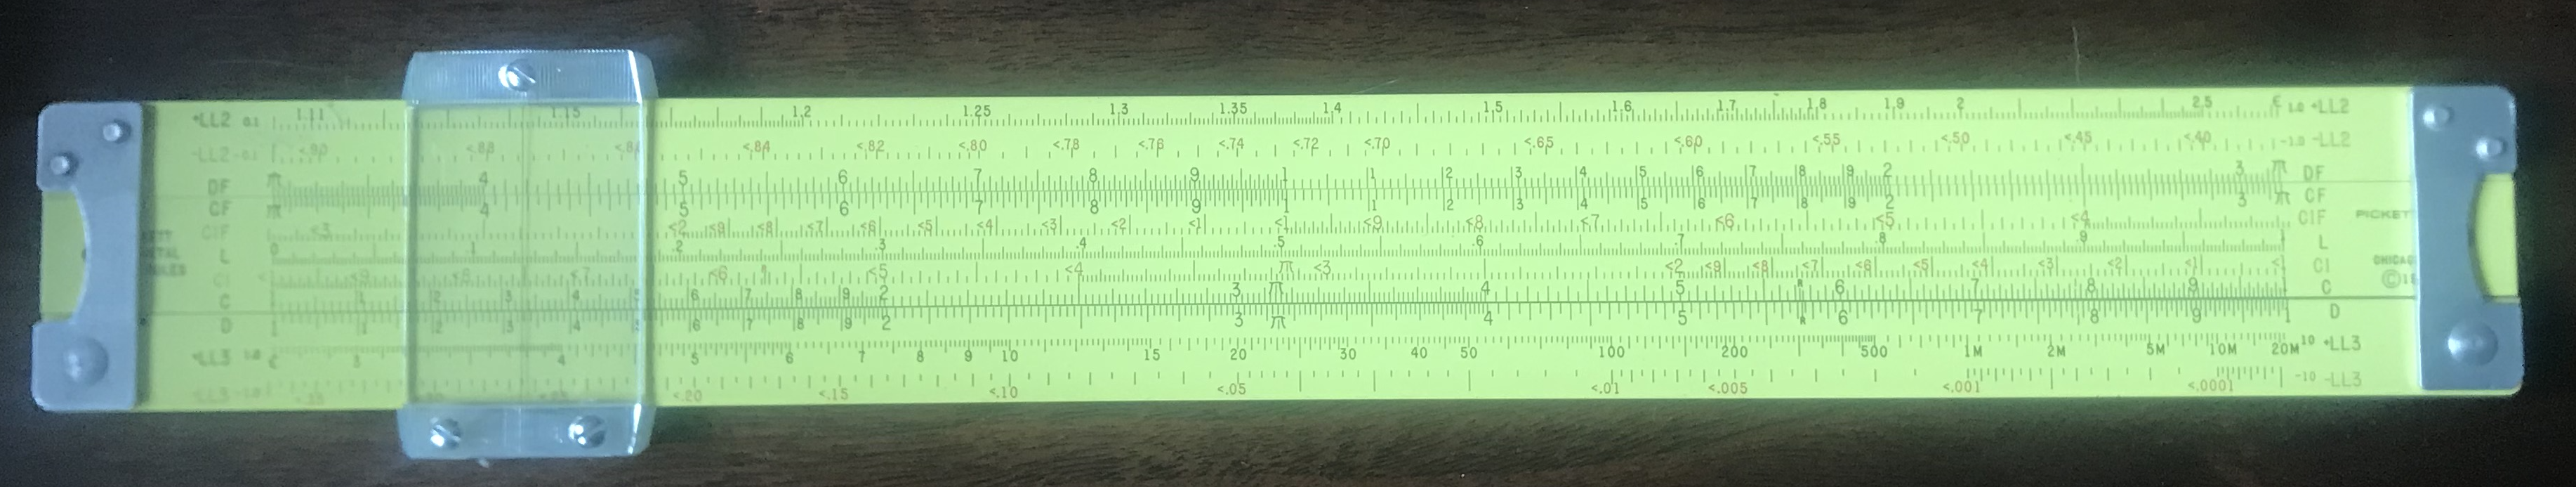 +LL2 0.1 1.11 1.15 1.2 1.25 1.3 1.35 1.4 1.5 1.6 1.7 1.8 1.9 2 2.5 e 1.0 +LL2
-LL2 -0.1 <.90 <.88 <.86 <.84 <.82 <.80 <.78 <.76 <.74 <.72 <.70 <.65 <.60 <.55 <.50 <.45 <.40 -1.0 -LL2
DF π 4 5 6 7 8 9 1 1 2 3 4 5 6 7 8 9 2 3 π DF
CF π 4 5 6 7 8 9 1 1 2 3 4 5 6 7 8 9 2 3 π CF
CIF <3 <2 <9 <8 <7 <6 <5 <4 <3 <2 <1 <1 <9 <8 <7 <6 <5 <4 CIF
L 0 .1 .2 .3 .4 .5 .6 .7 .8 .9 1 L
CI < <9 <8 <7 <6 <5 <4 π <3 <2 <9 <8 <7 <6 <5 <4 <3 <2 <1 <1 CI
C 1 1 2 3 4 5 6 7 8 9 2 3 π 4 5 R 6 7 8 9 1 C
D 1 1 2 3 4 5 6 7 8 9 2 3 π 4 5 R 6 7 8 9 1 D
+LL3 1.0 e 3 4 5 6 7 8 9 10 15 20 30 40 50 100 200 500 1M 2M 5M 10M 20M 10 +LL3
-LL3 -1.0 <.35 <.30 <.25 <.20 <.15 <.10 <.05 <.01 <.005 <.001 <.0001 -10 -LL3
PICKET
CHICAG
©